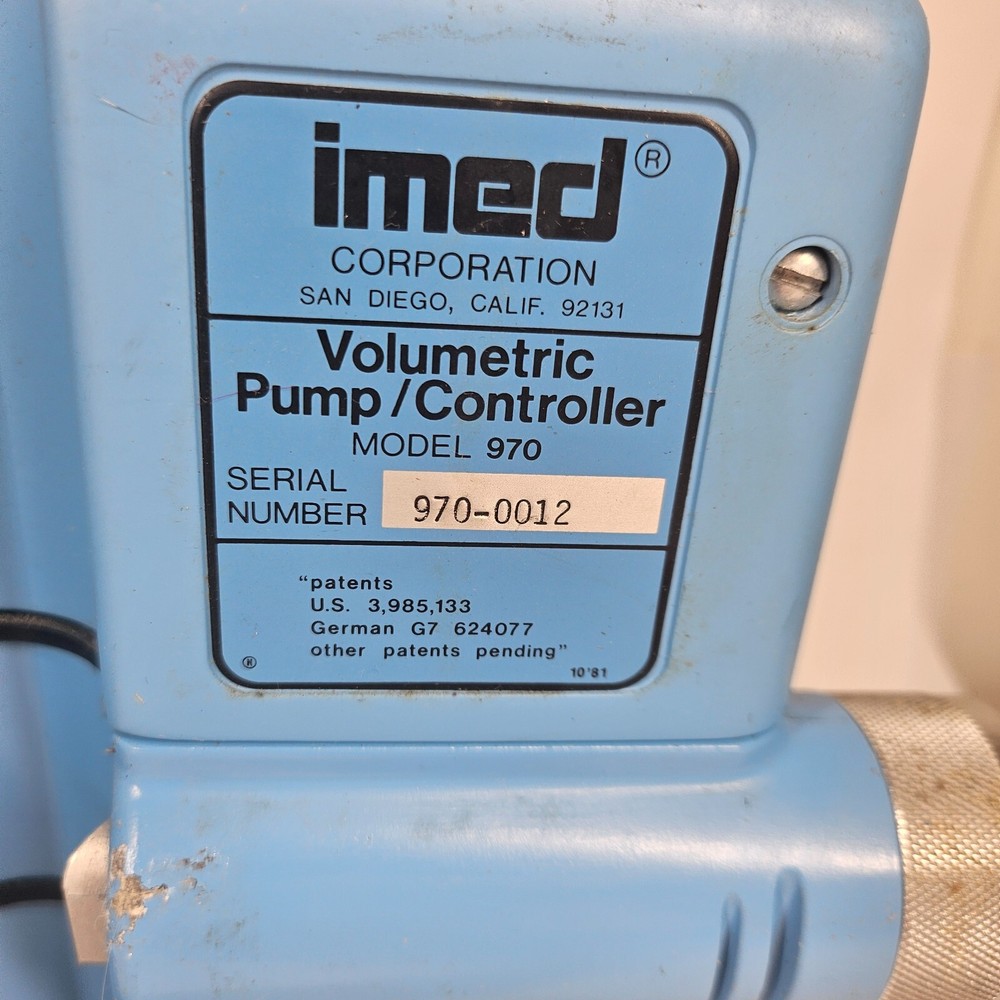 imed®
CORPORATION
SAN DIEGO, CALIF. 92131
Volumetric
Pump/Controller
MODEL 970
SERIAL
NUMBER 970-0012
"patents
U.S. 3,985,133
German G7 624077
other patents pending"
10'81